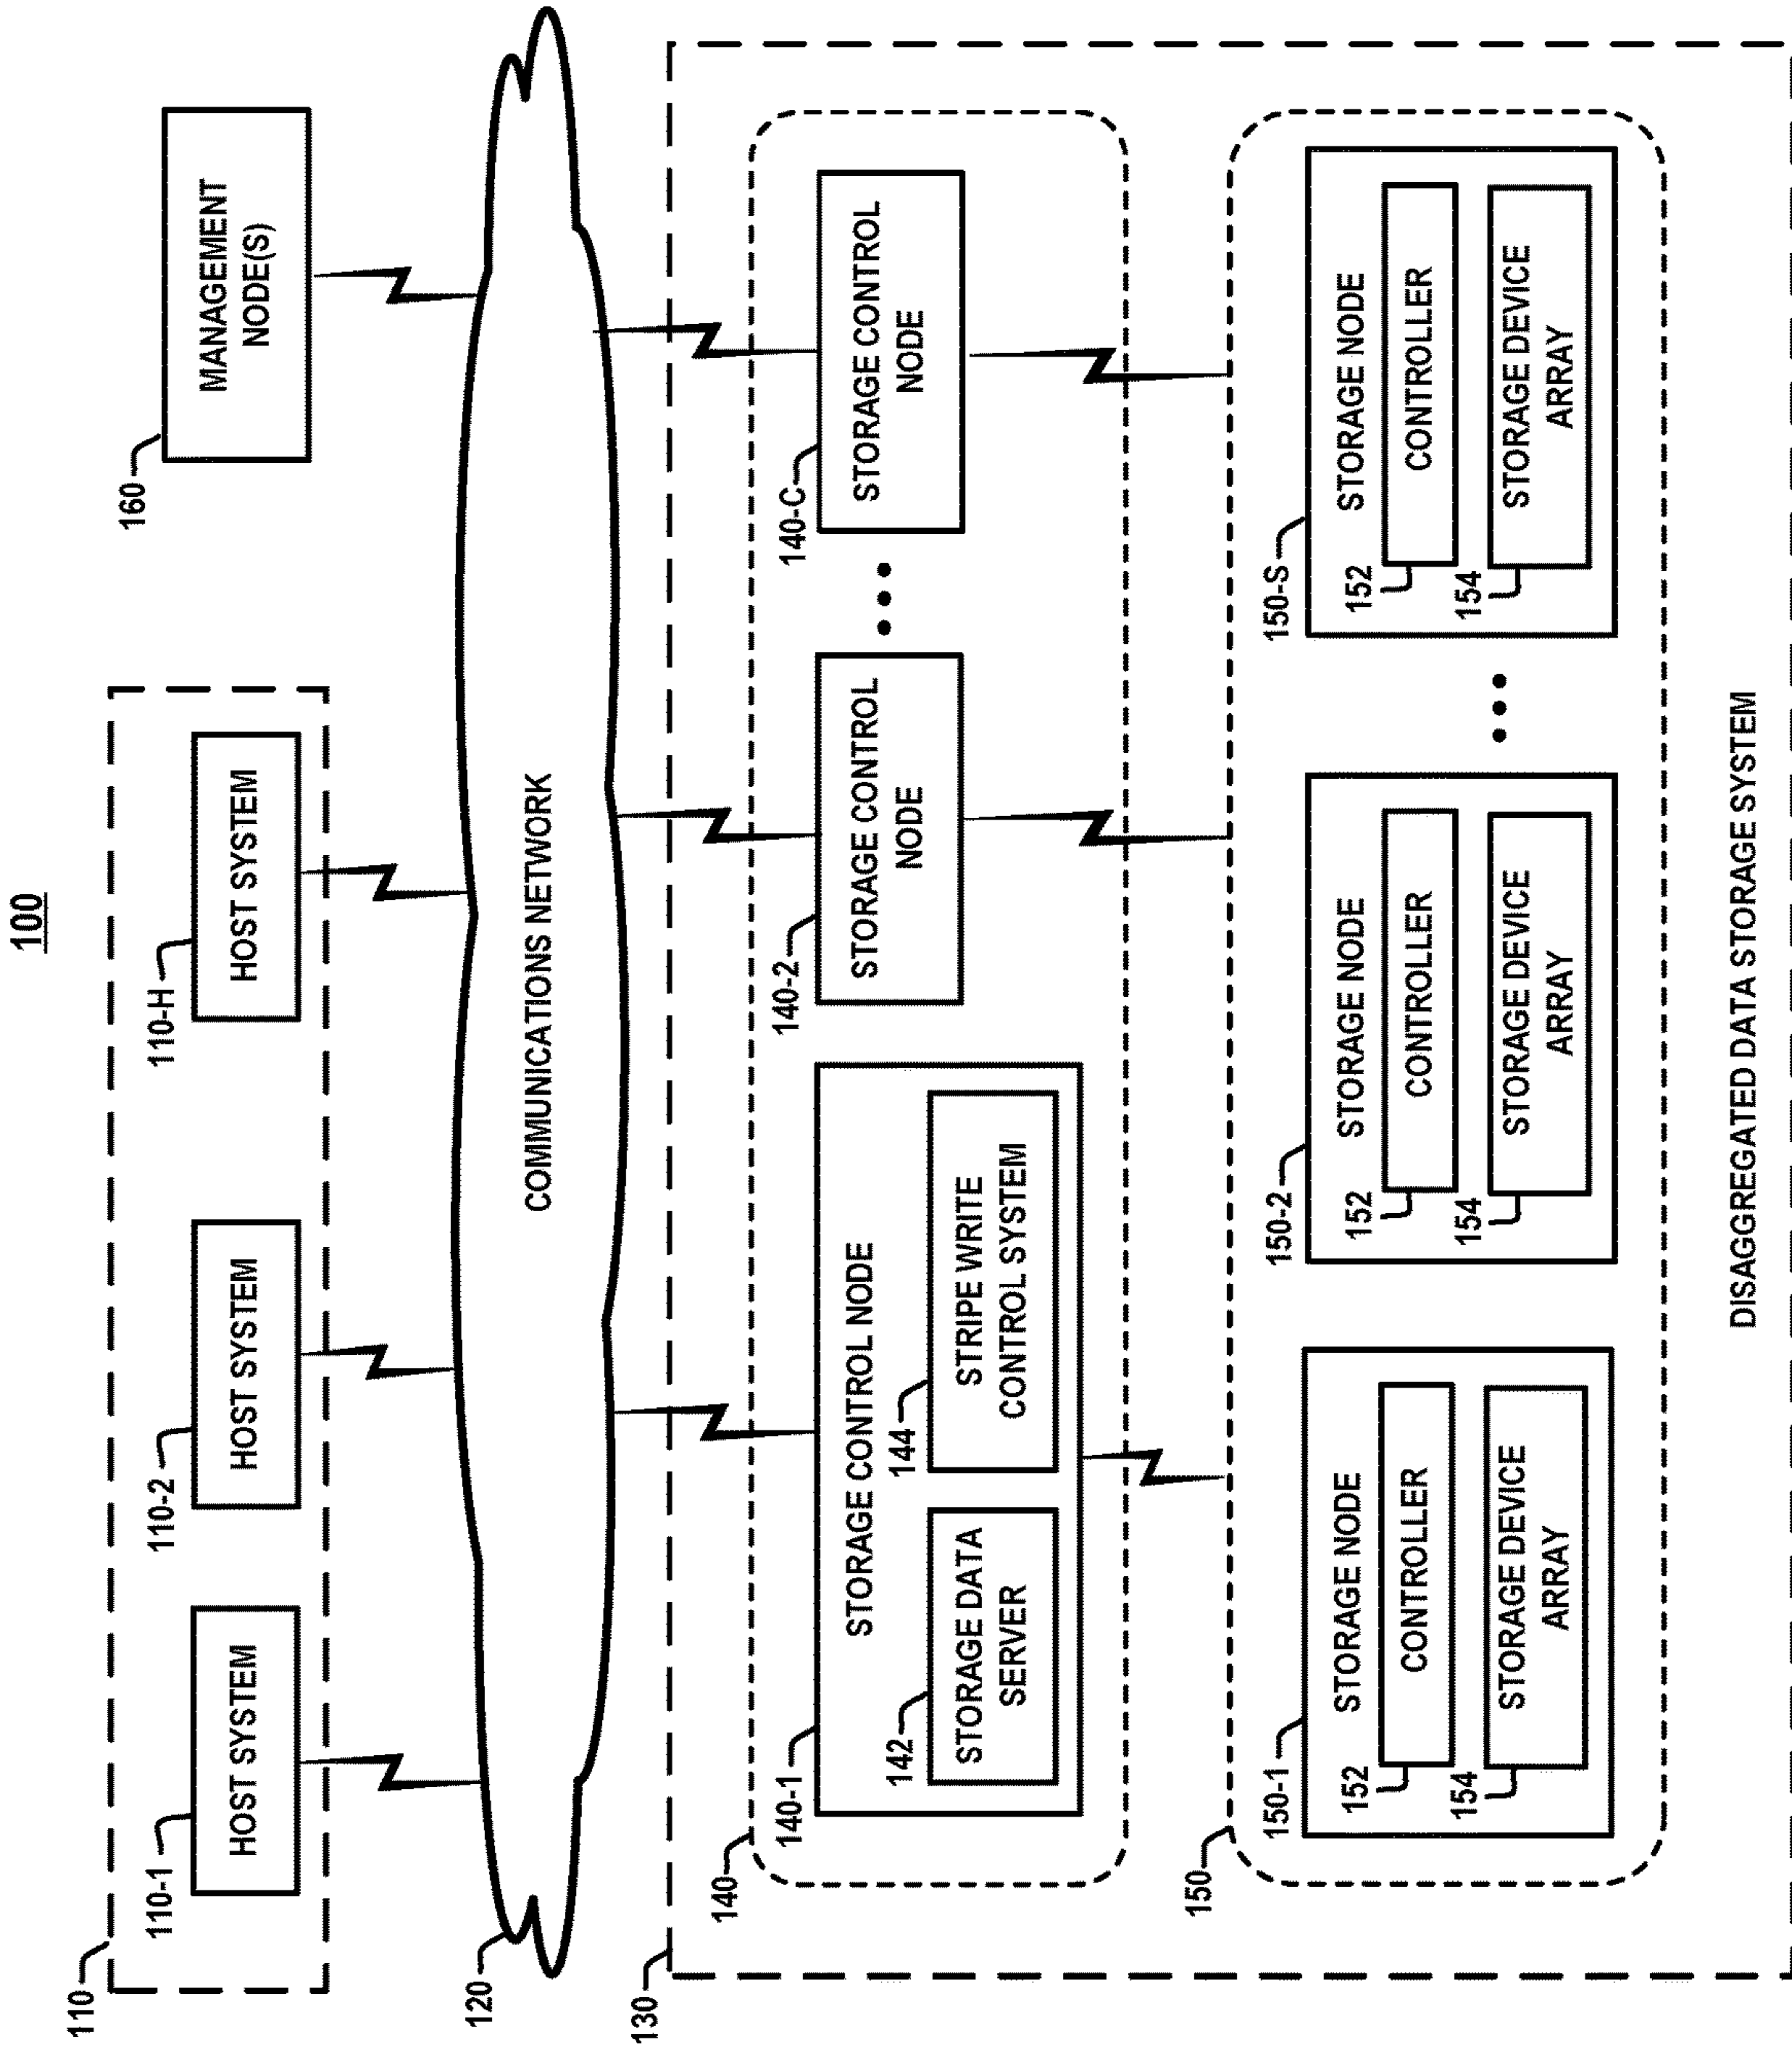 100
110
110-1
HOST SYSTEM
110-2
HOST SYSTEM
110-H
HOST SYSTEM
160
MANAGEMENT
NODE(S)
120
COMMUNICATIONS NETWORK
130
140
140-1
STORAGE CONTROL NODE
142
STORAGE DATA
SERVER
144
STRIPE WRITE
CONTROL SYSTEM
140-2
STORAGE CONTROL
NODE
•••
140-C
STORAGE CONTROL
NODE
150
150-1
STORAGE NODE
152
CONTROLLER
154
STORAGE DEVICE
ARRAY
150-2
STORAGE NODE
152
CONTROLLER
154
STORAGE DEVICE
ARRAY
•••
150-S
STORAGE NODE
152
CONTROLLER
154
STORAGE DEVICE
ARRAY
DISAGGREGATED DATA STORAGE SYSTEM